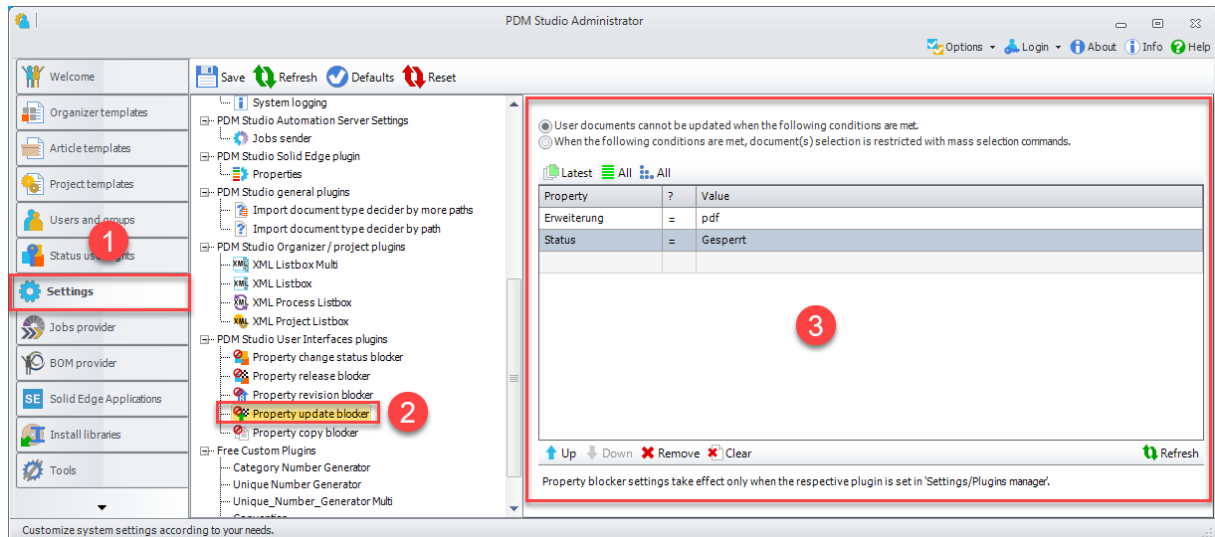 PDM Studio Administrator
Options Login About Info Help
Welcome
Organizer templates
Article templates
Project templates
Users and groups
1
Status
Settings
Jobs provider
BOM provider
SE Solid Edge Applications
Install libraries
Tools
Save Refresh Defaults Reset
System logging
PDM Studio Automation Server Settings
Jobs sender
PDM Studio Solid Edge plugin
Properties
PDM Studio general plugins
Import document type decider by more paths
Import document type decider by path
PDM Studio Organizer / project plugins
XML Listbox Multi
XML Listbox
XML Process Listbox
XML Project Listbox
PDM Studio User Interfaces plugins
Property change status blocker
Property release blocker
Property revision blocker
Property update blocker
2
Property copy blocker
Free Custom Plugins
Category Number Generator
Unique Number Generator
Unique_Number_Generator Multi
User documents cannot be updated when the following conditions are met.
When the following conditions are met, document(s) selection is restricted with mass selection commands.
Latest All All
Property ? Value
Erweiterung = pdf
Status = Gesperrt
3
Up Down Remove Clear Refresh
Property blocker settings take effect only when the respective plugin is set in 'Settings/Plugins manager'.
Customize system settings according to your needs.